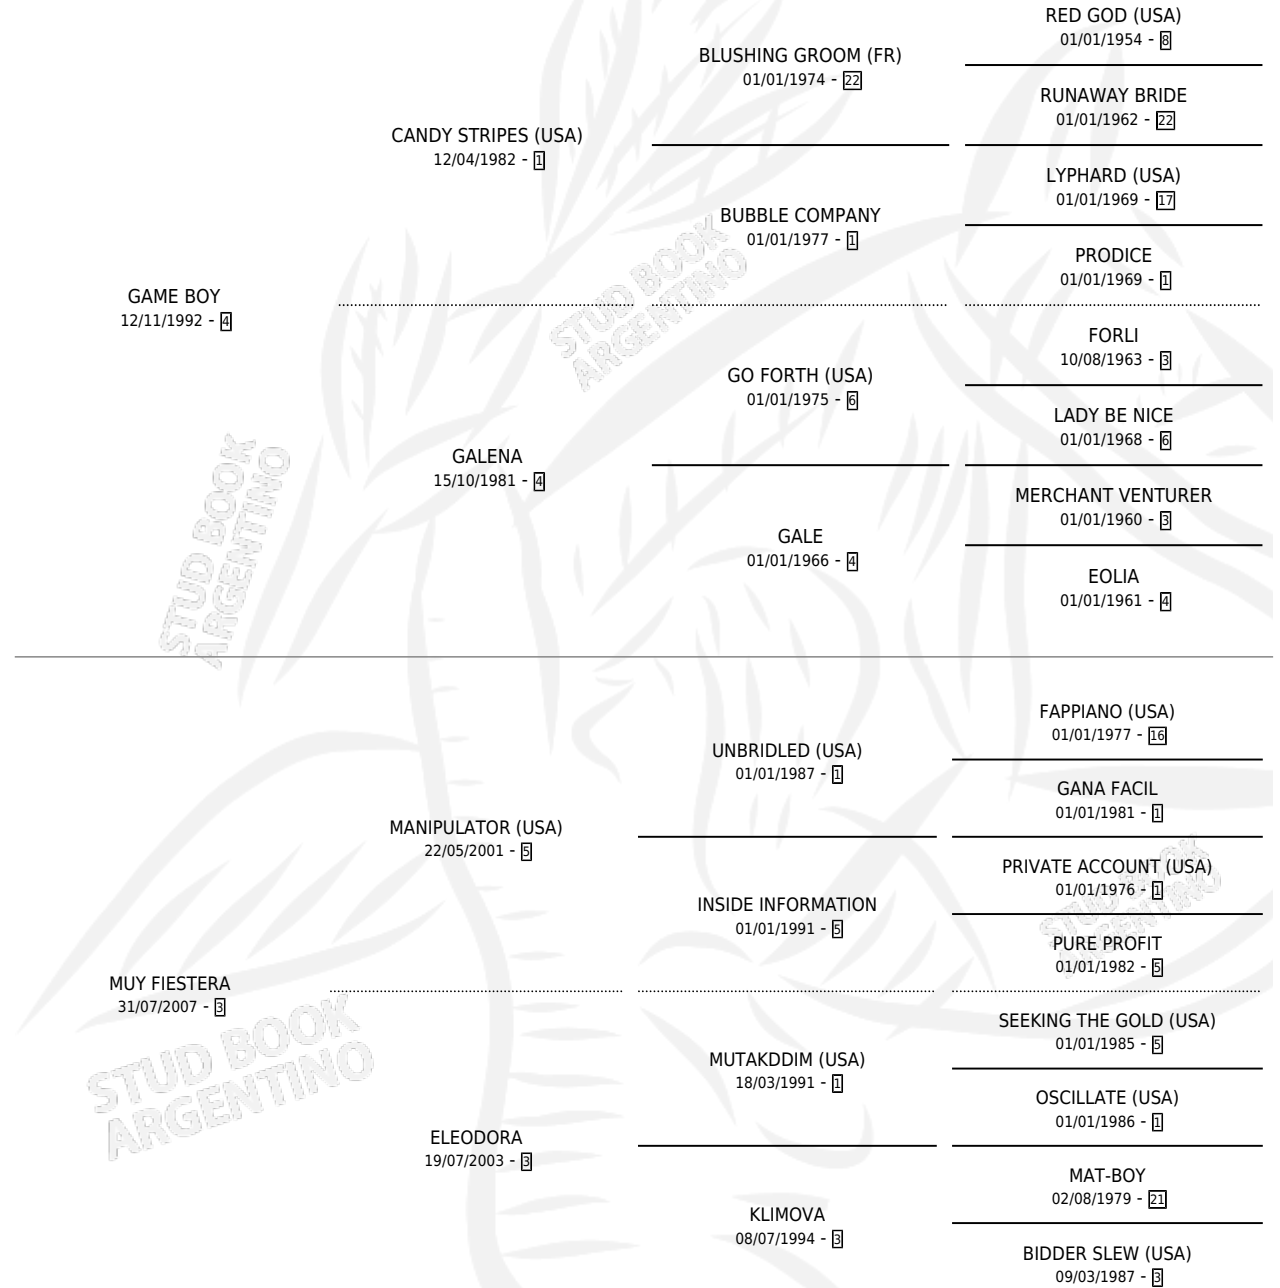 RED GOD (USA)
01/01/1954 - 8
BLUSHING GROOM (FR)
01/01/1974 - 22
RUNAWAY BRIDE
01/01/1962 - 22
CANDY STRIPES (USA)
12/04/1982 - 1
LYPHARD (USA)
01/01/1969 - 17
BUBBLE COMPANY
01/01/1977 - 1
PRODICE
01/01/1969 - 1
GAME BOY
12/11/1992 - 4
STUD BOOK
ARGENTINO
FORLI
10/08/1963 - 3
GO FORTH (USA)
01/01/1975 - 6
LADY BE NICE
01/01/1968 - 6
GALENA
15/10/1981 - 4
MERCHANT VENTURER
01/01/1960 - 3
GALE
01/01/1966 - 4
EOLIA
01/01/1961 - 4
STUD BOOK
ARGENTINO
FAPPIANO (USA)
01/01/1977 - 16
UNBRIDLED (USA)
01/01/1987 - 1
GANA FACIL
01/01/1981 - 1
MANIPULATOR (USA)
22/05/2001 - 5
PRIVATE ACCOUNT (USA)
01/01/1976 - 1
INSIDE INFORMATION
01/01/1991 - 5
STUD BOOK
ARGENTINO
PURE PROFIT
01/01/1982 - 5
MUY FIESTERA
31/07/2007 - 3
SEEKING THE GOLD (USA)
01/01/1985 - 5
MUTAKDDIM (USA)
18/03/1991 - 1
STUD BOOK
ARGENTINO
OSCILLATE (USA)
01/01/1986 - 1
ELEODORA
19/07/2003 - 3
MAT-BOY
02/08/1979 - 21
KLIMOVA
08/07/1994 - 3
BIDDER SLEW (USA)
09/03/1987 - 3